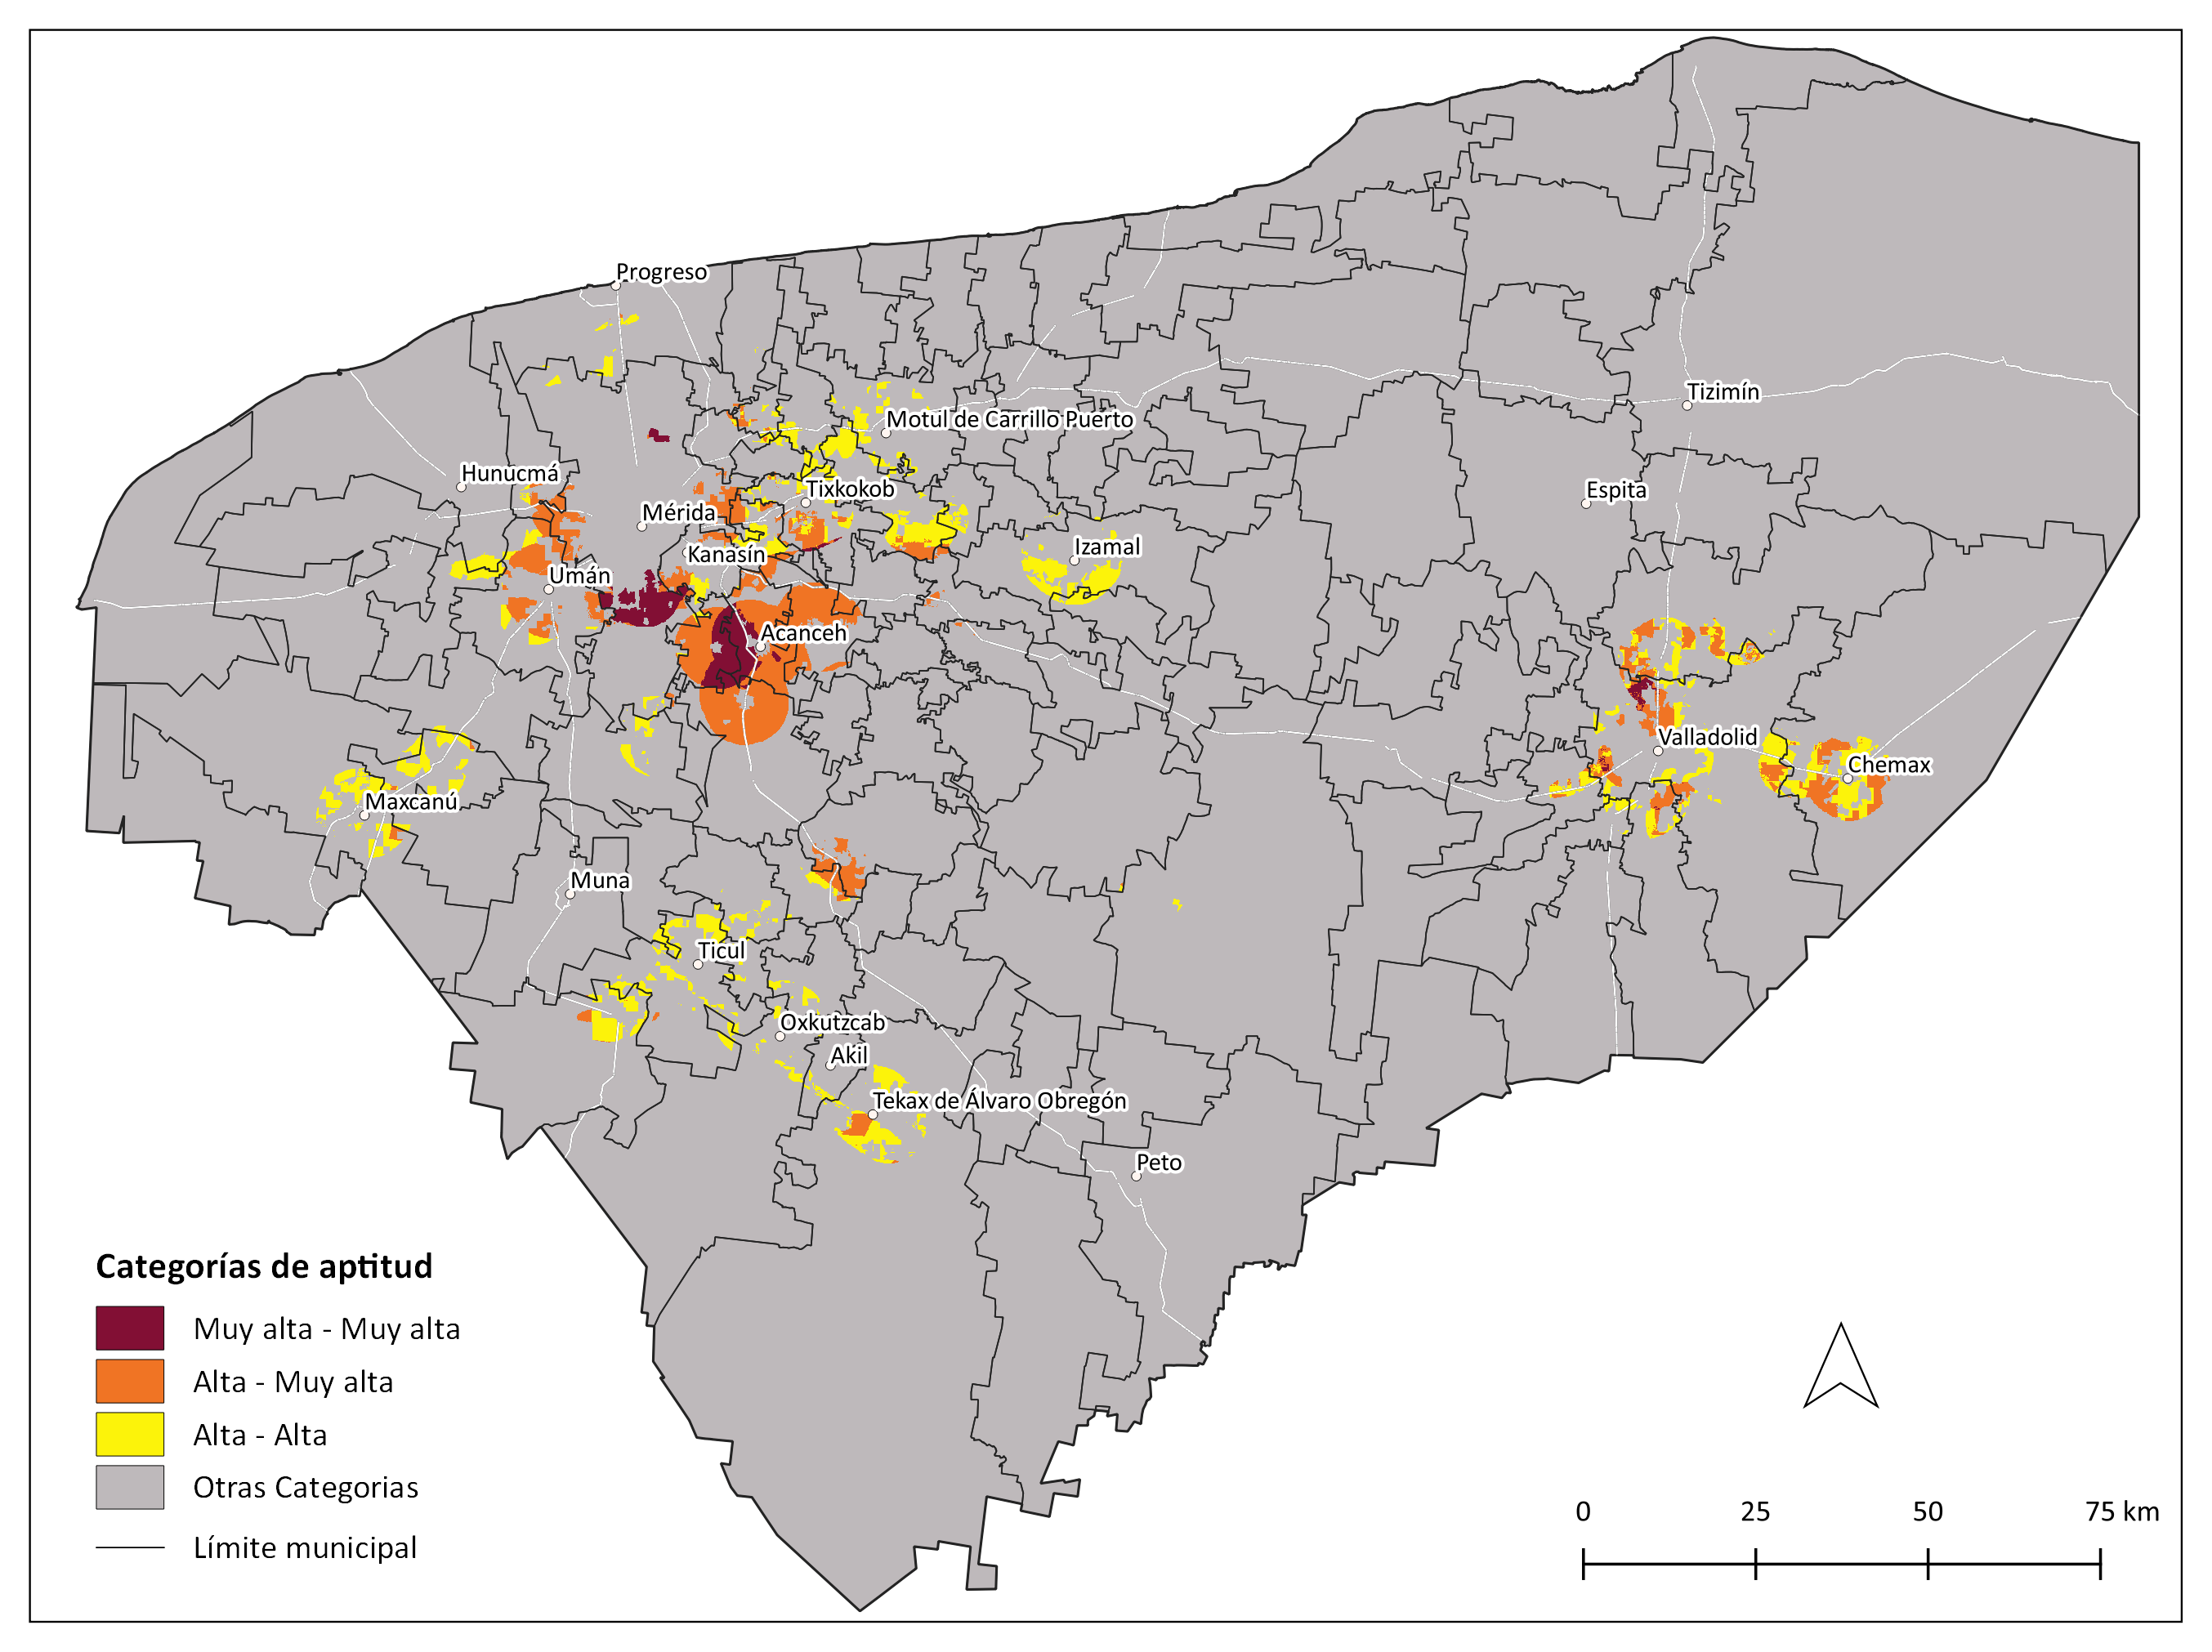 Progreso
Tizimín
Motul de Carrillo Puerto
Hunucmá
Tixkokob
Espita
Mérida
Izamal
Kanasín
Umán
Acanceh
Valladolid
Chemax
Maxcanú
Muna
Ticul
Oxkutzcab
Akil
Tekax de Álvaro Obregón
Peto
Categorías de aptitud
Muy alta - Muy alta
Alta - Muy alta
Alta - Alta
Otras Categorias
Límite municipal
0 25 50 75 km